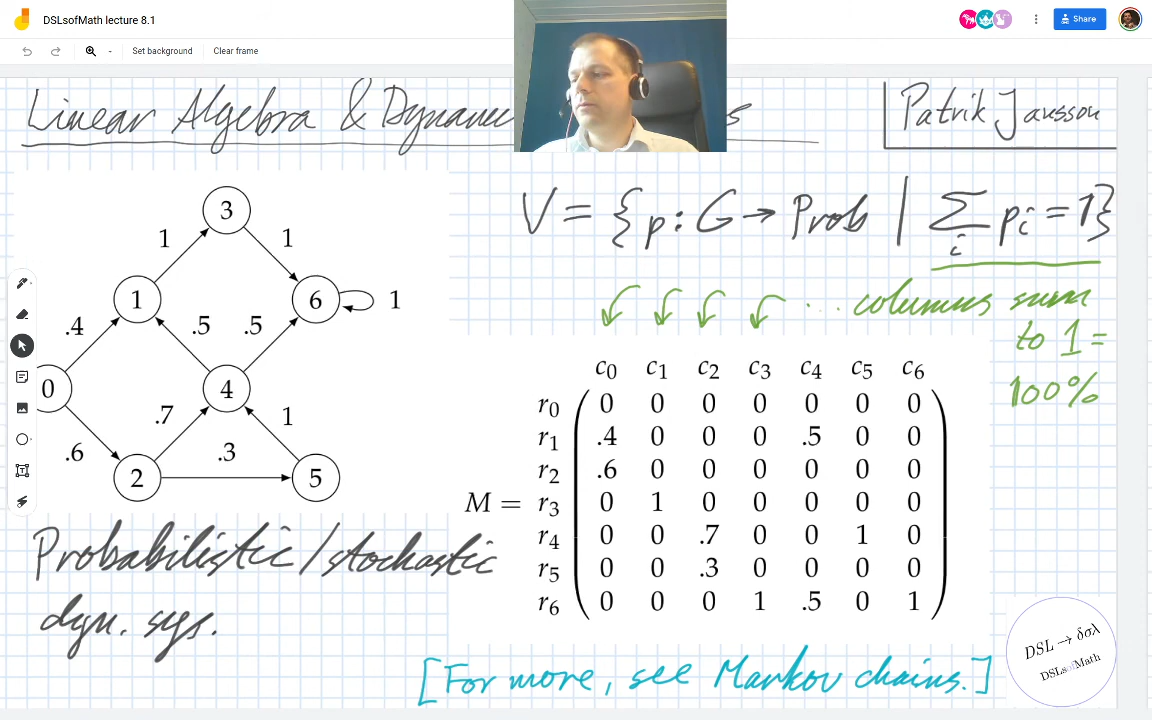 DSLsofMath lecture 8.1
Share
Set background
Clear frame
Linear Algebra & Dynamic s
Patrik Jansson
V = { p : G → Prob | ∑ᵢ pᵢ = 1 }
columns sum
to 1 =
100%
3
1 1
1 6 1
.4 .5 .5
0 4
.6 .7 .3 1
2 5
c0 c1 c2 c3 c4 c5 c6
r0 0 0 0 0 0 0 0
r1 .4 0 0 0 .5 0 0
r2 .6 0 0 0 0 0 0
M = r3 0 1 0 0 0 0 0
r4 0 0 .7 0 0 1 0
r5 0 0 .3 0 0 0 0
r6 0 0 0 1 .5 0 1
Probabilistic/stochastic
dyn. sys.
[For more, see Markov chains.]
DSL → δσλ
DSLsofMath